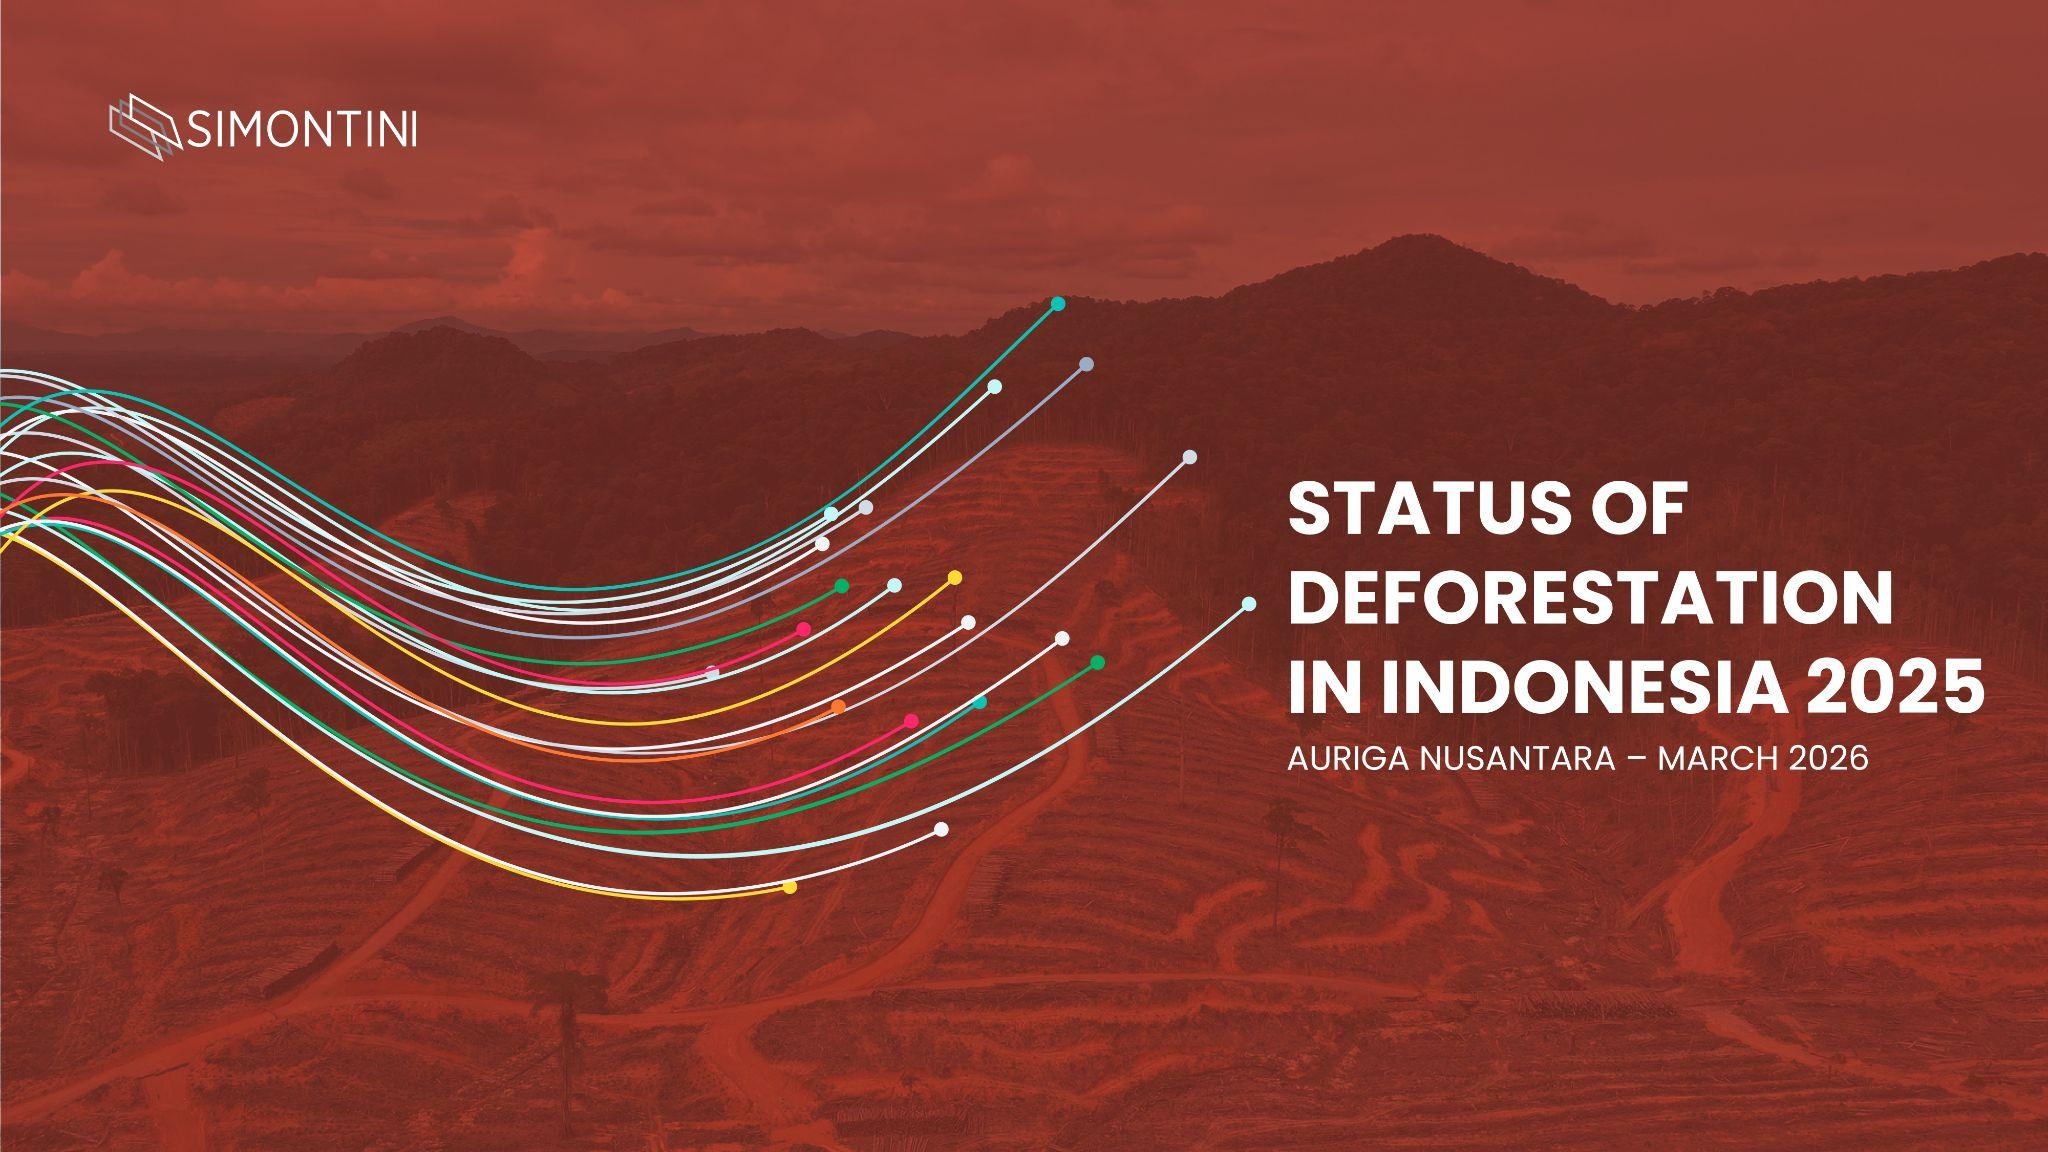 SIMONTINI
STATUS OF
DEFORESTATION
IN INDONESIA 2025
AURIGA NUSANTARA – MARCH 2026